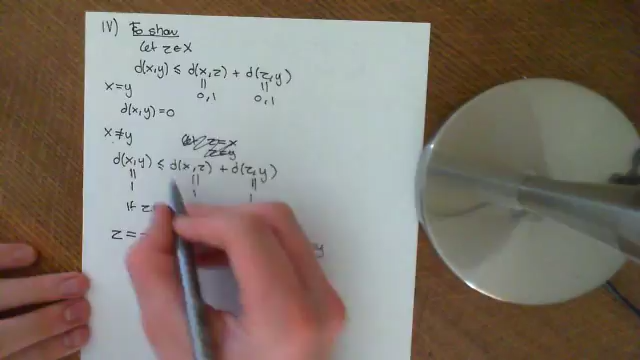 IV) To show
Let z ∈ X
d(x,y) ≤ d(x,z) + d(z,y)
|| ||
0,1 0,1
x=y
d(x,y)=0
x≠y
d(x,y) ≤ d(x,z) + d(z,y)
|| || ||
1 1 1
If z
z =
y